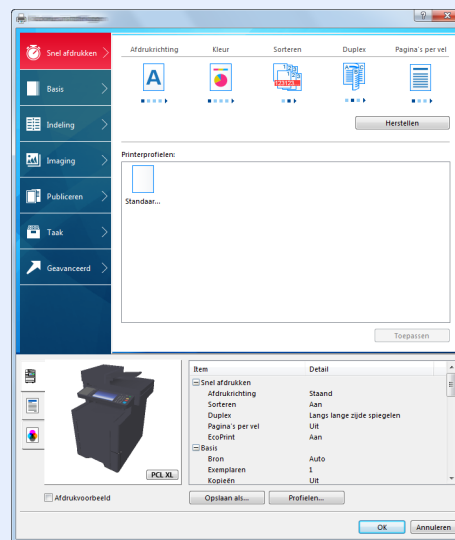 Snel afdrukken
Basis
Indeling
Imaging
Publiceren
Taak
Geavanceerd
Afdrukrichting Kleur Sorteren Duplex Pagina's per vel
A
123
123123
A B C
Herstellen
Printerprofielen:
Standaar...
Toepassen
PCL XL
Afdrukvoorbeeld
Item Detail
Snel afdrukken
Afdrukrichting Staand
Sorteren Aan
Duplex Langs lange zijde spiegelen
Pagina's per vel Uit
EcoPrint Aan
Basis
Bron Auto
Exemplaren 1
Kopieën Uit
Opslaan als... Profielen...
OK Annuleren